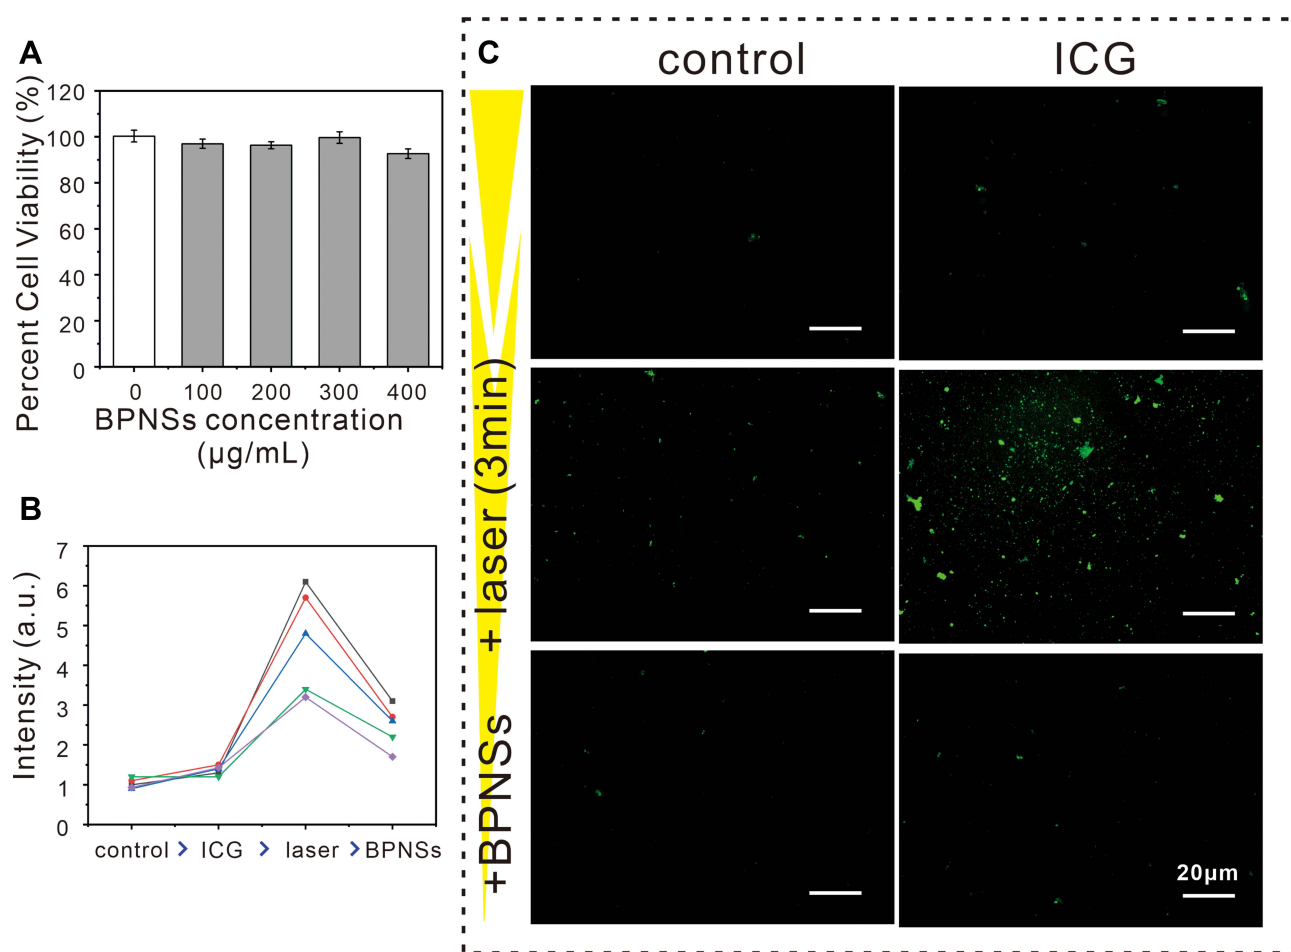 A
Percent Cell Viability (%)
120
100
80
60
40
20
0
0 100 200 300 400
BPNSs concentration
(μg/mL)
B
Intensity (a.u.)
7
6
5
4
3
2
1
0
control > ICG > laser > BPNSs
C
control ICG
+ laser (3min)
+BPNSs
20μm